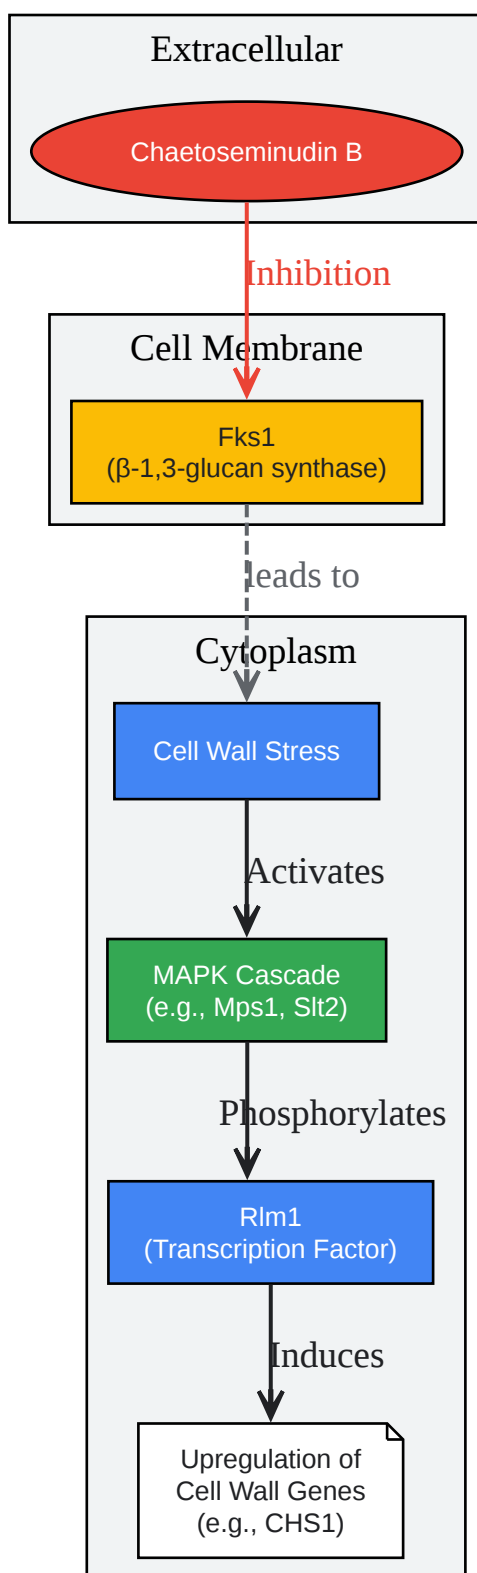 Extracellular
Chaetoseminudin B
Inhibition
Cell Membrane
Fks1
(β-1,3-glucan synthase)
leads to
Cytoplasm
Cell Wall Stress
Activates
MAPK Cascade
(e.g., Mps1, Slt2)
Phosphorylates
Rlm1
(Transcription Factor)
Induces
Upregulation of
Cell Wall Genes
(e.g., CHS1)